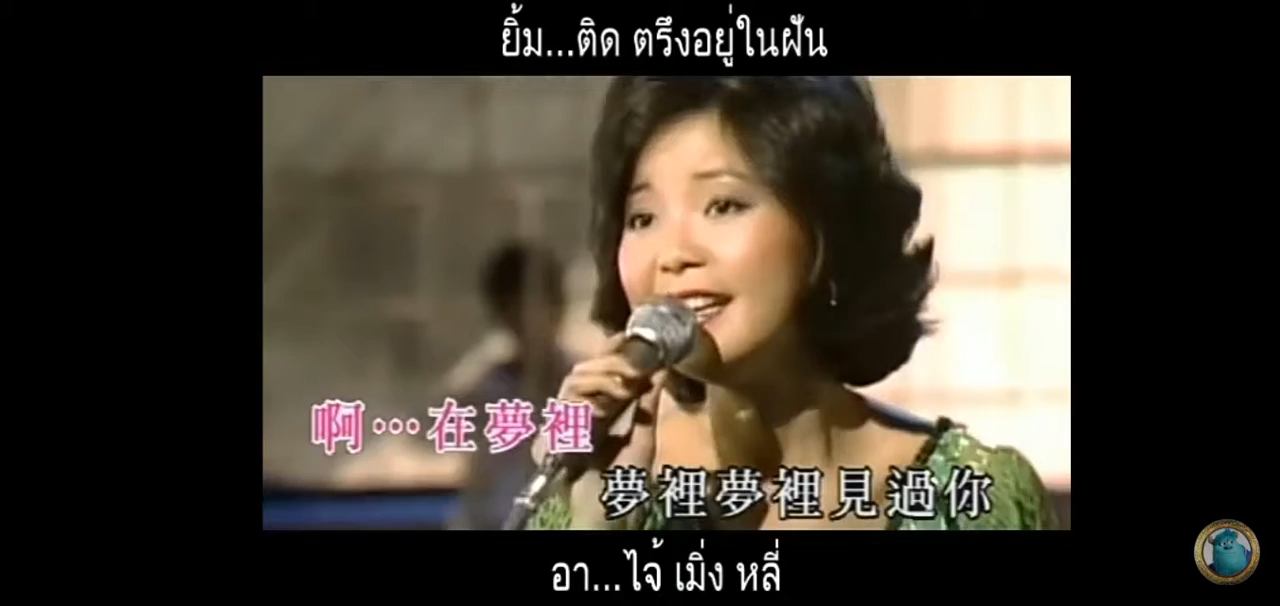 ยิ้ม...ติด ตรึงอยู่ในฝัน
啊…在夢裡
夢裡夢裡見過你
อา...ไจ้ เมิ่ง หลี่